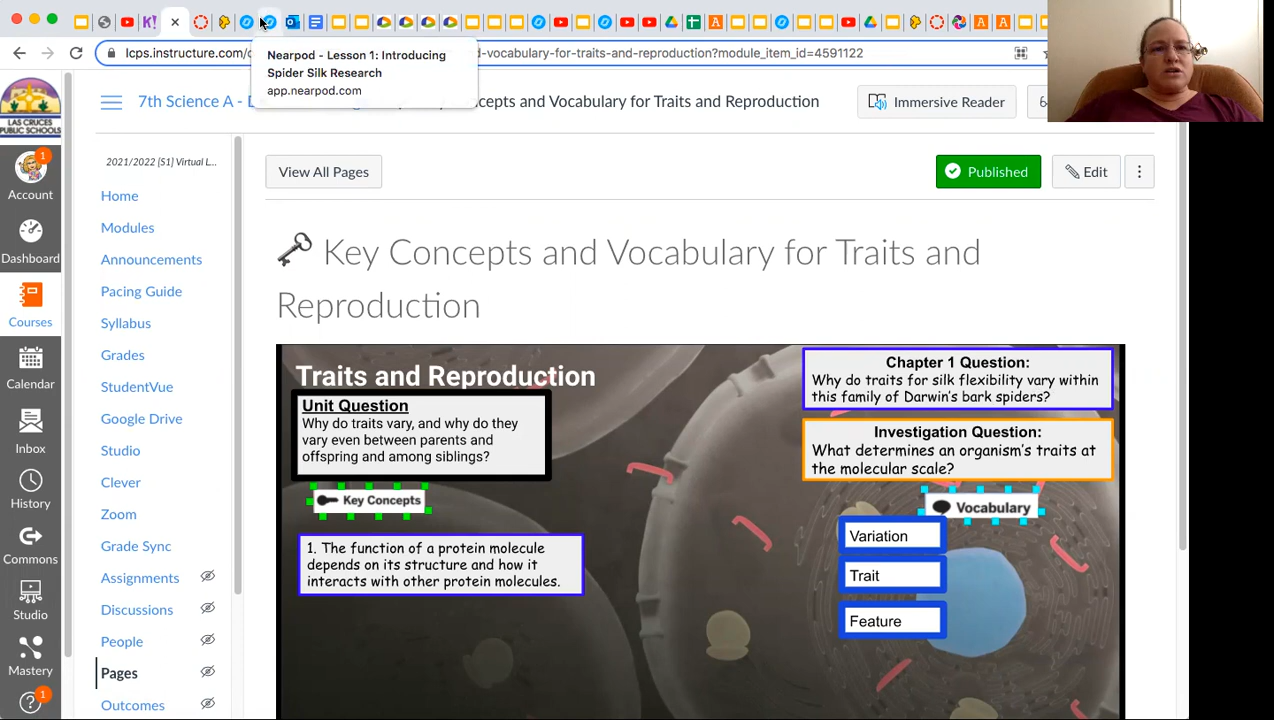 lcps.instructure.com/c
d-vocabulary-for-traits-and-reproduction?module_item_id=4591122
Nearpod - Lesson 1: Introducing
Spider Silk Research
app.nearpod.com
7th Science A - D
cepts and Vocabulary for Traits and Reproduction
Immersive Reader
LAS CRUCES
PUBLIC SCHOOLS
1
Account
Dashboard
Courses
Calendar
Inbox
History
Commons
Studio
Mastery
1
2021/2022 [S1] Virtual L...
Home
Modules
Announcements
Pacing Guide
Syllabus
Grades
StudentVue
Google Drive
Studio
Clever
Zoom
Grade Sync
Assignments
Discussions
People
Pages
Outcomes
View All Pages
Published
Edit
Key Concepts and Vocabulary for Traits and
Reproduction
Traits and Reproduction
Unit Question
Why do traits vary, and why do they
vary even between parents and
offspring and among siblings?
Key Concepts
1. The function of a protein molecule
depends on its structure and how it
interacts with other protein molecules.
Chapter 1 Question:
Why do traits for silk flexibility vary within
this family of Darwin's bark spiders?
Investigation Question:
What determines an organism's traits at
the molecular scale?
Vocabulary
Variation
Trait
Feature